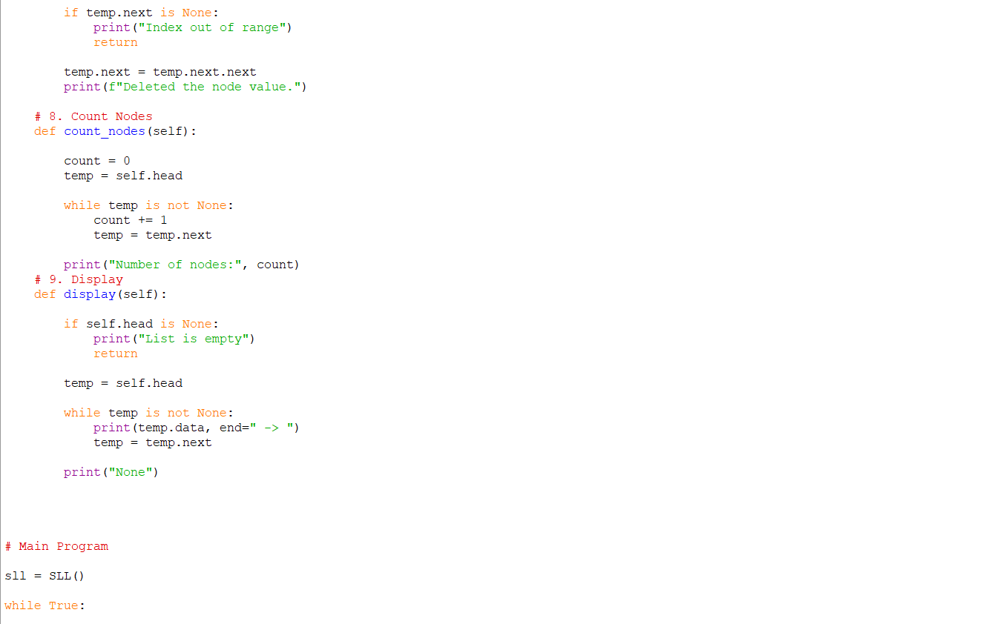 if temp.next is None:
            print("Index out of range")
            return

        temp.next = temp.next.next
        print(f"Deleted the node value.")

    # 8. Count Nodes
    def count_nodes(self):

        count = 0
        temp = self.head

        while temp is not None:
            count += 1
            temp = temp.next

        print("Number of nodes:", count)
    # 9. Display
    def display(self):

        if self.head is None:
            print("List is empty")
            return

        temp = self.head

        while temp is not None:
            print(temp.data, end=" -> ")
            temp = temp.next

        print("None")

# Main Program

sll = SLL()

while True: